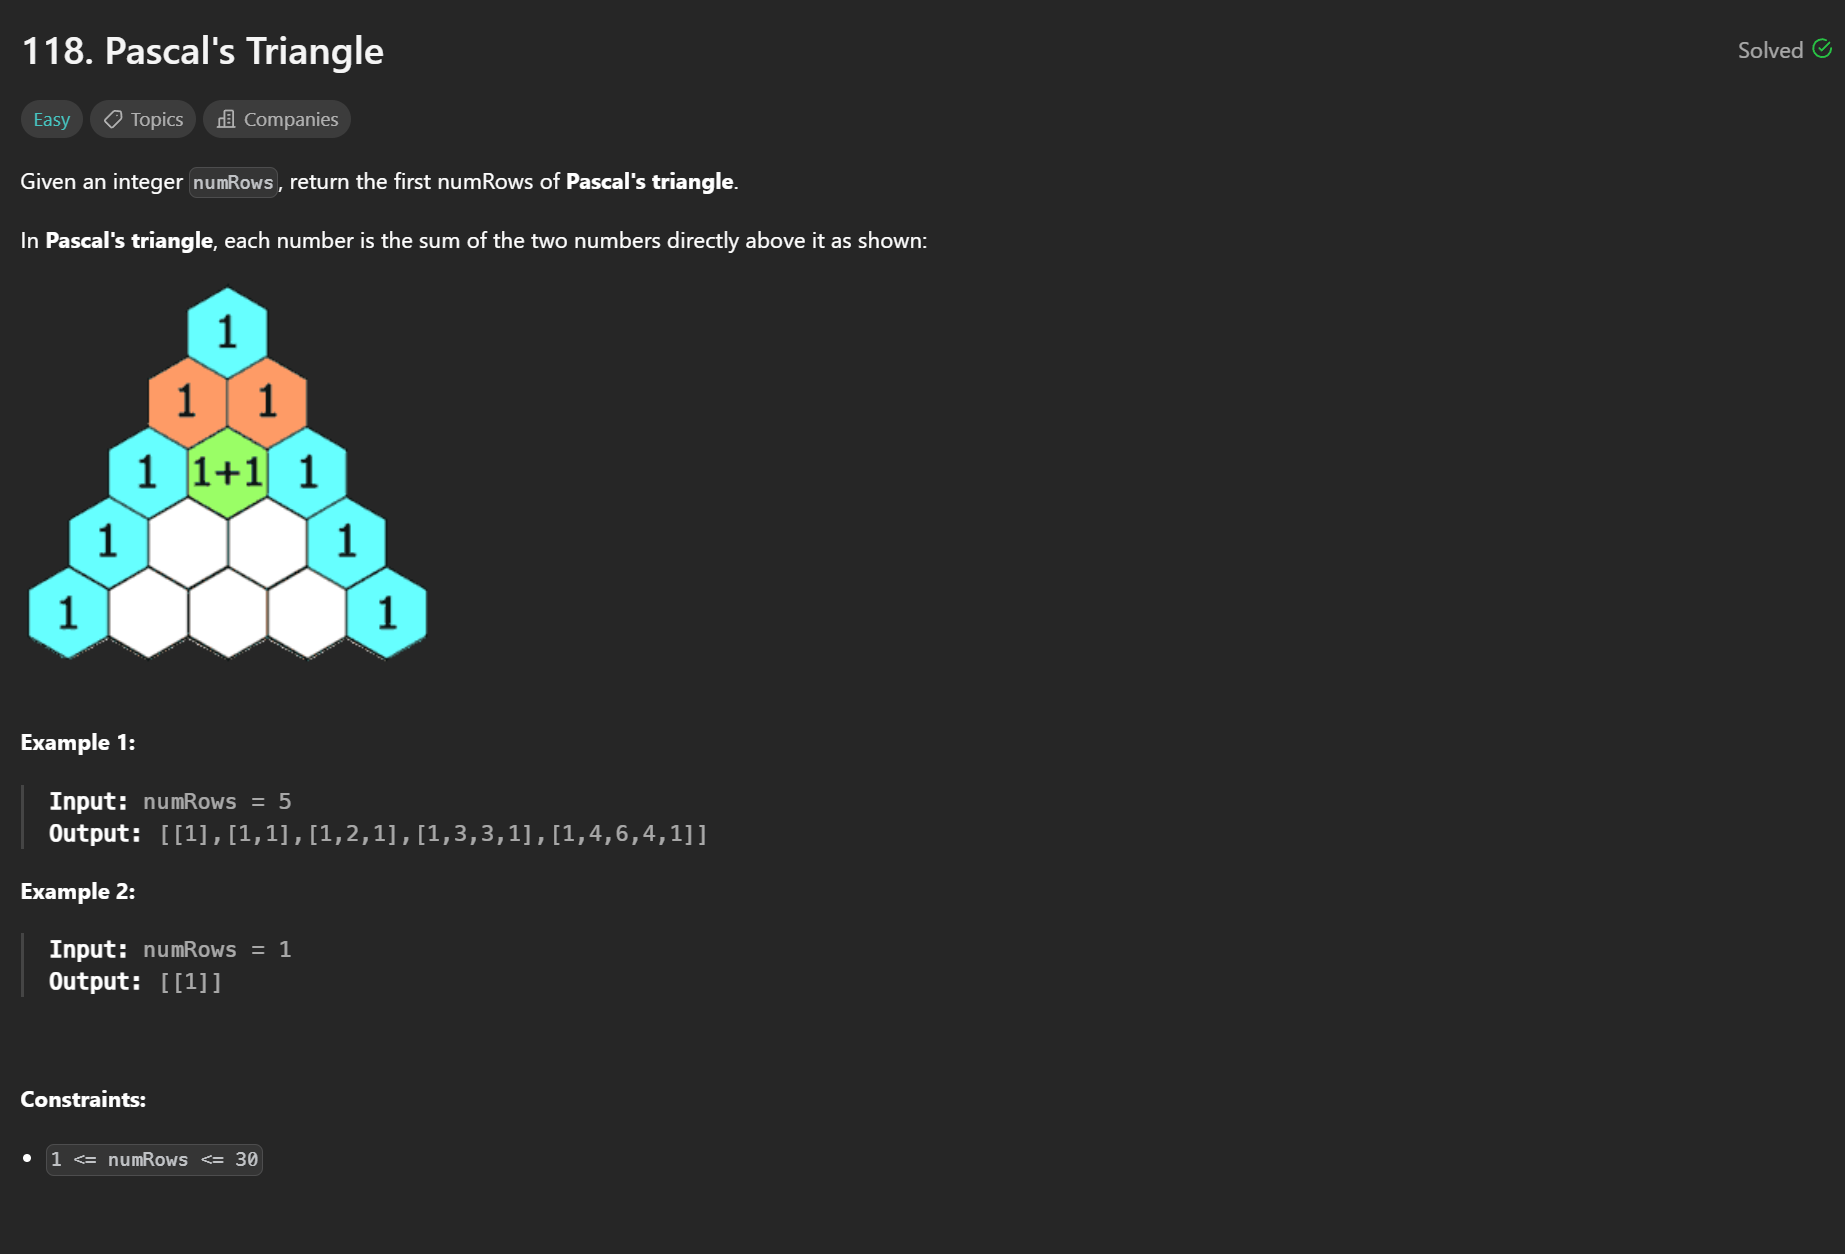 118. Pascal's Triangle
Solved
Easy Topics Companies
Given an integer numRows, return the first numRows of Pascal's triangle.
In Pascal's triangle, each number is the sum of the two numbers directly above it as shown:
1
1 1
1 1+1 1
1 1
1 1
Example 1:
Input: numRows = 5
Output: [[1],[1,1],[1,2,1],[1,3,3,1],[1,4,6,4,1]]
Example 2:
Input: numRows = 1
Output: [[1]]
Constraints:
• 1 <= numRows <= 30